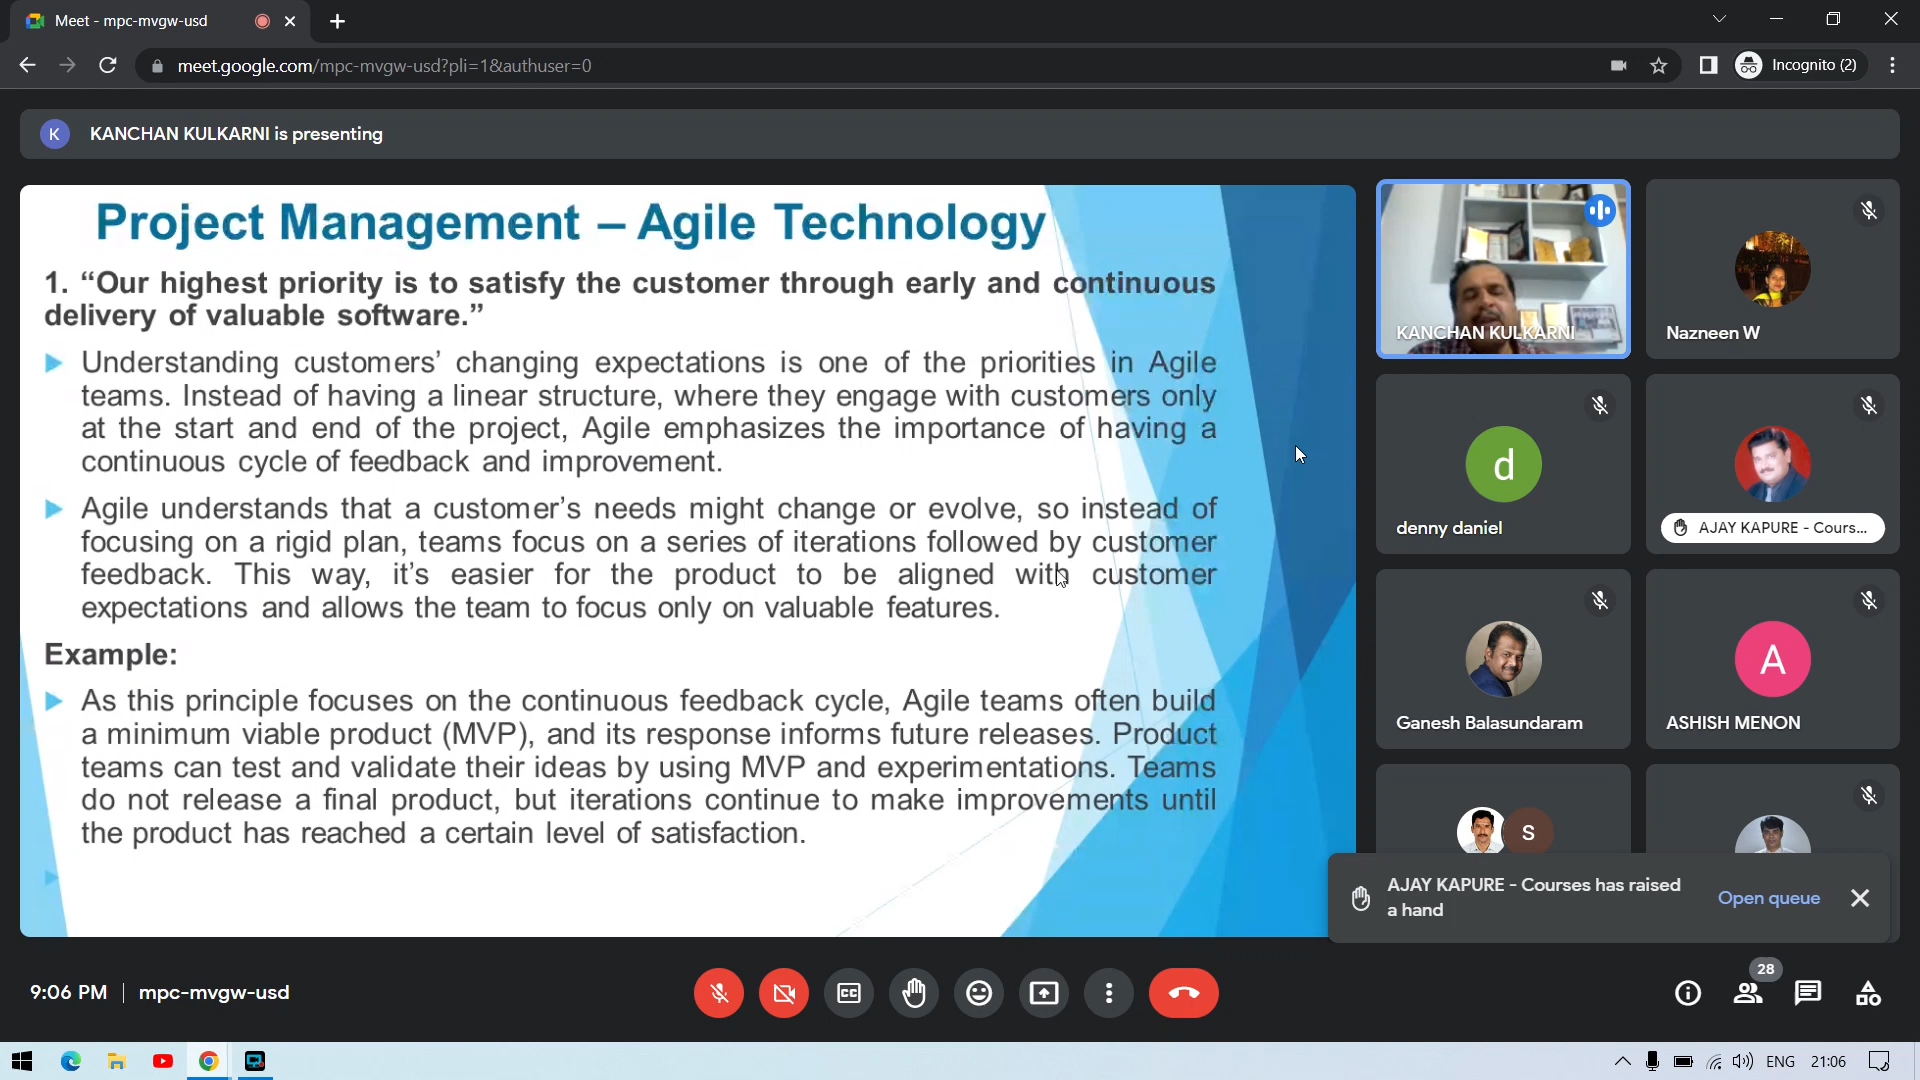 Meet - mpc-mvgw-usd
meet.google.com/mpc-mvgw-usd?pli=1&authuser=0
Incognito (2)
K
KANCHAN KULKARNI is presenting
Project Management – Agile Technology
1. “Our highest priority is to satisfy the customer through early and continuous
delivery of valuable software.”
Understanding customers’ changing expectations is one of the priorities in Agile
teams. Instead of having a linear structure, where they engage with customers only
at the start and end of the project, Agile emphasizes the importance of having a
continuous cycle of feedback and improvement.
Agile understands that a customer’s needs might change or evolve, so instead of
focusing on a rigid plan, teams focus on a series of iterations followed by customer
feedback. This way, it’s easier for the product to be aligned with customer
expectations and allows the team to focus only on valuable features.
Example:
As this principle focuses on the continuous feedback cycle, Agile teams often build
a minimum viable product (MVP), and its response informs future releases. Product
teams can test and validate their ideas by using MVP and experimentations. Teams
do not release a final product, but iterations continue to make improvements until
the product has reached a certain level of satisfaction.
KANCHAN KULKARNI
Nazneen W
d
denny daniel
AJAY KAPURE - Cours...
Ganesh Balasundaram
A
ASHISH MENON
S
AJAY KAPURE - Courses has raised
a hand
Open queue
9:06 PM
mpc-mvgw-usd
CC
28
ENG
21:06